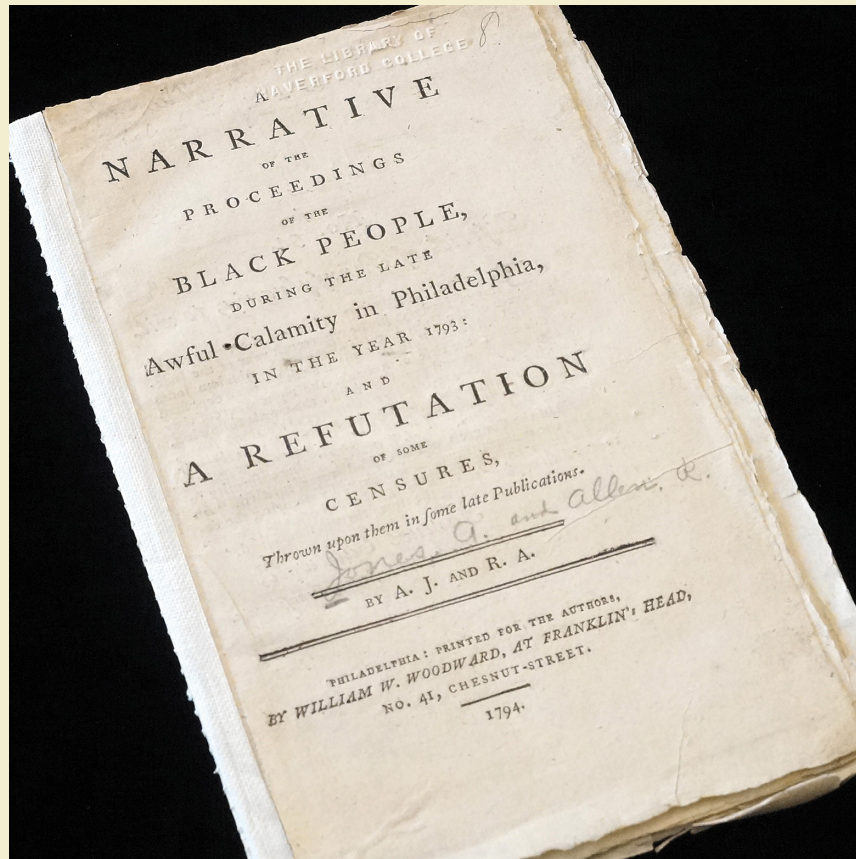 THE LIBRARY OF
HAVERFORD COLLEGE
8.
A
NARRATIVE
OF THE
PROCEEDINGS
OF THE
BLACK PEOPLE,
DURING THE LATE
Awful Calamity in Philadelphia,
IN THE YEAR 1793:
AND
A REFUTATION
OF SOME
CENSURES,
Thrown upon them in ſome late Publications.
Jones. A. and Allen, R.
BY A. J. AND R. A.
PHILADELPHIA: PRINTED FOR THE AUTHORS,
BY WILLIAM W. WOODWARD, AT FRANKLIN's HEAD,
NO. 41, CHESNUT-STREET.
1794.